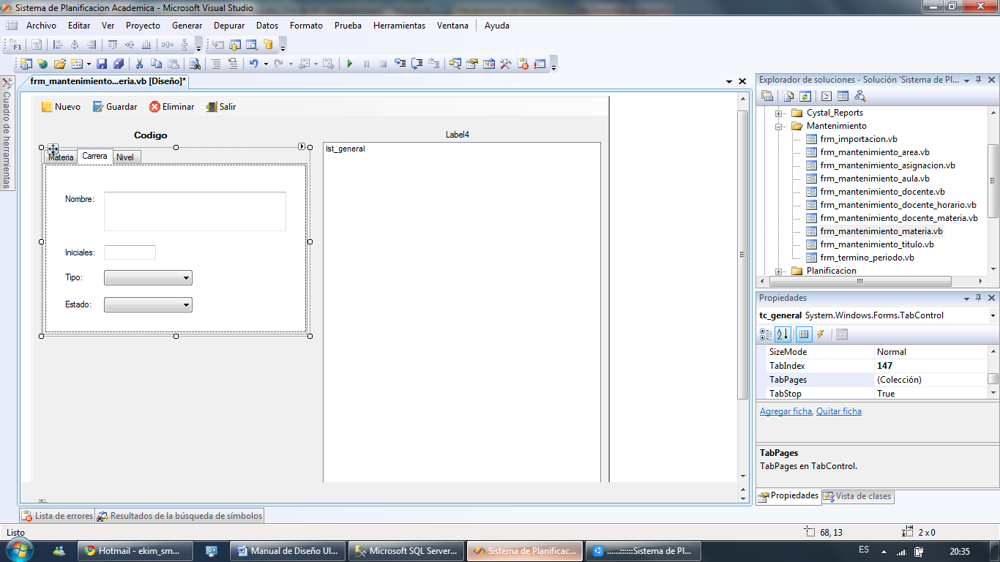 Sistema de Planificacion Academica - Microsoft Visual Studio
Archivo Editar Ver Proyecto Generar Depurar Datos Formato Prueba Herramientas Ventana Ayuda
frm_mantenimiento...eria.vb [Diseño]*
Cuadro de herramientas
Nuevo Guardar Eliminar Salir
Codigo
Label4
Materia Carrera Nivel
lst_general
Nombre:
Iniciales:
Tipo:
Estado:
Explorador de soluciones - Solución 'Sistema de Pl...
Cystal_Reports
Mantenimiento
frm_importacion.vb
frm_mantenimiento_area.vb
frm_mantenimiento_asignacion.vb
frm_mantenimiento_aula.vb
frm_mantenimiento_docente.vb
frm_mantenimiento_docente_horario.vb
frm_mantenimiento_docente_materia.vb
frm_mantenimiento_materia.vb
frm_mantenimiento_titulo.vb
frm_termino_periodo.vb
Planificacion
Propiedades
tc_general System.Windows.Forms.TabControl
SizeMode Normal
TabIndex 147
TabPages (Colección)
TabStop True
Agregar ficha, Quitar ficha
TabPages
TabPages en TabControl.
Propiedades Vista de clases
Lista de errores Resultados de la búsqueda de símbolos
Listo 68, 13 2 x 0
Hotmail - ekim_sm... Manual de Diseño UI... Microsoft SQL Server... Sistema de Planificac... ......::::::Sistema de Pl... ES 20:35